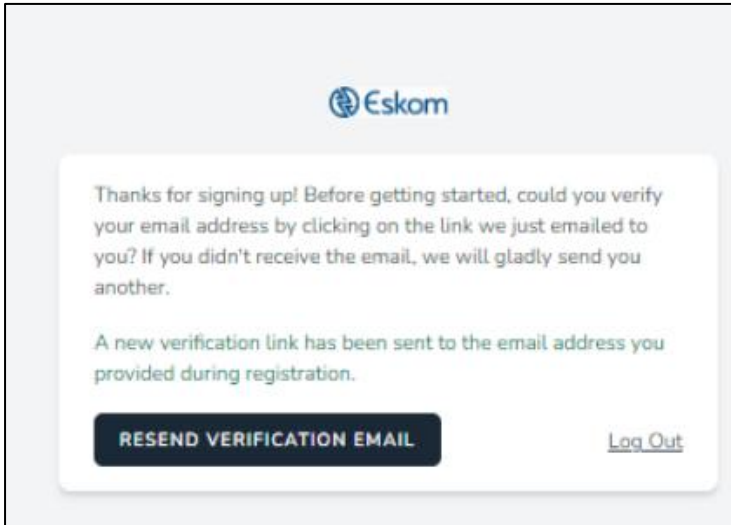 Eskom
Thanks for signing up! Before getting started, could you verify
your email address by clicking on the link we just emailed to
you? If you didn't receive the email, we will gladly send you
another.
A new verification link has been sent to the email address you
provided during registration.
RESEND VERIFICATION EMAIL
Log Out